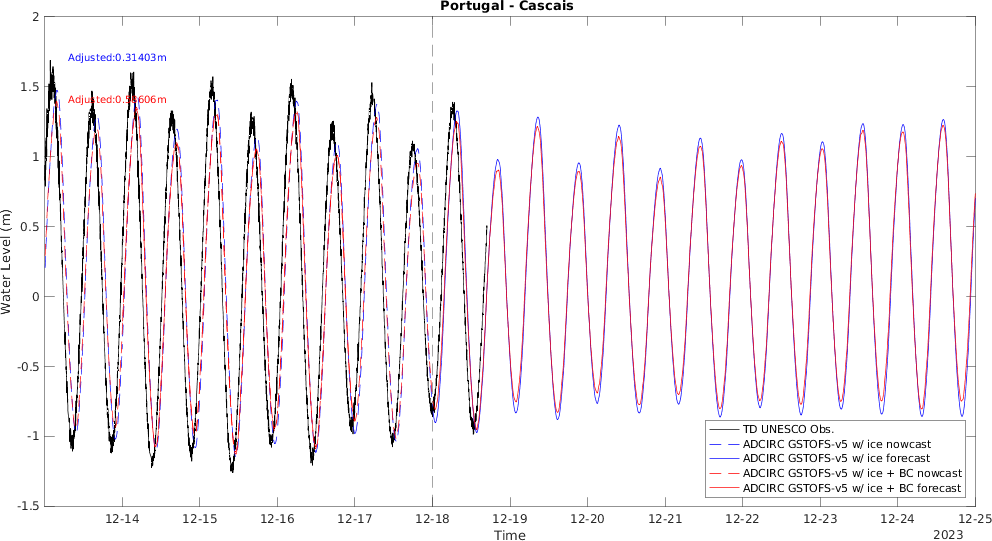 Portugal - Cascais
2
1.5
1
0.5
0
-0.5
-1
-1.5
Water Level (m)
Adjusted:0.31403m
Adjusted:0.58606m
12-14
12-15
12-16
12-17
12-18
12-19
12-20
12-21
12-22
12-23
12-24
12-25
Time
2023
TD UNESCO Obs.
ADCIRC GSTOFS-v5 w/ ice nowcast
ADCIRC GSTOFS-v5 w/ ice forecast
ADCIRC GSTOFS-v5 w/ ice + BC nowcast
ADCIRC GSTOFS-v5 w/ ice + BC forecast